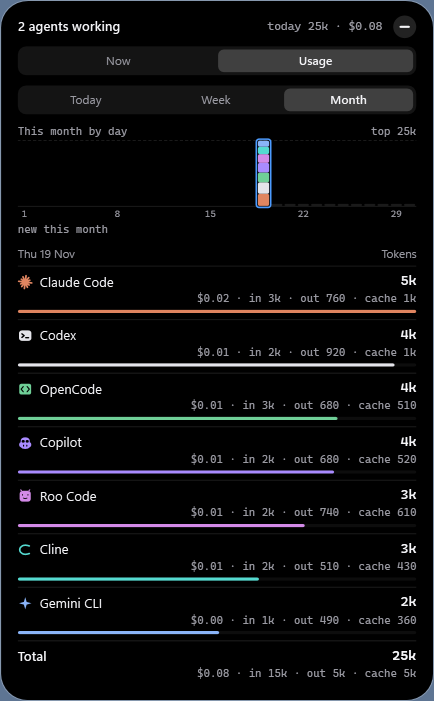 2 agents working
today 25k · $0.08
Now
Usage
Today
Week
Month
This month by day
top 25k
1 8 15 22 29
new this month
Thu 19 Nov
Tokens
Claude Code
5k
$0.02 · in 3k · out 760 · cache 1k
Codex
4k
$0.01 · in 2k · out 920 · cache 1k
OpenCode
4k
$0.01 · in 3k · out 680 · cache 510
Copilot
4k
$0.01 · in 2k · out 680 · cache 520
Roo Code
3k
$0.01 · in 2k · out 740 · cache 610
Cline
3k
$0.01 · in 2k · out 510 · cache 430
Gemini CLI
2k
$0.00 · in 1k · out 490 · cache 360
Total
25k
$0.08 · in 15k · out 5k · cache 5k